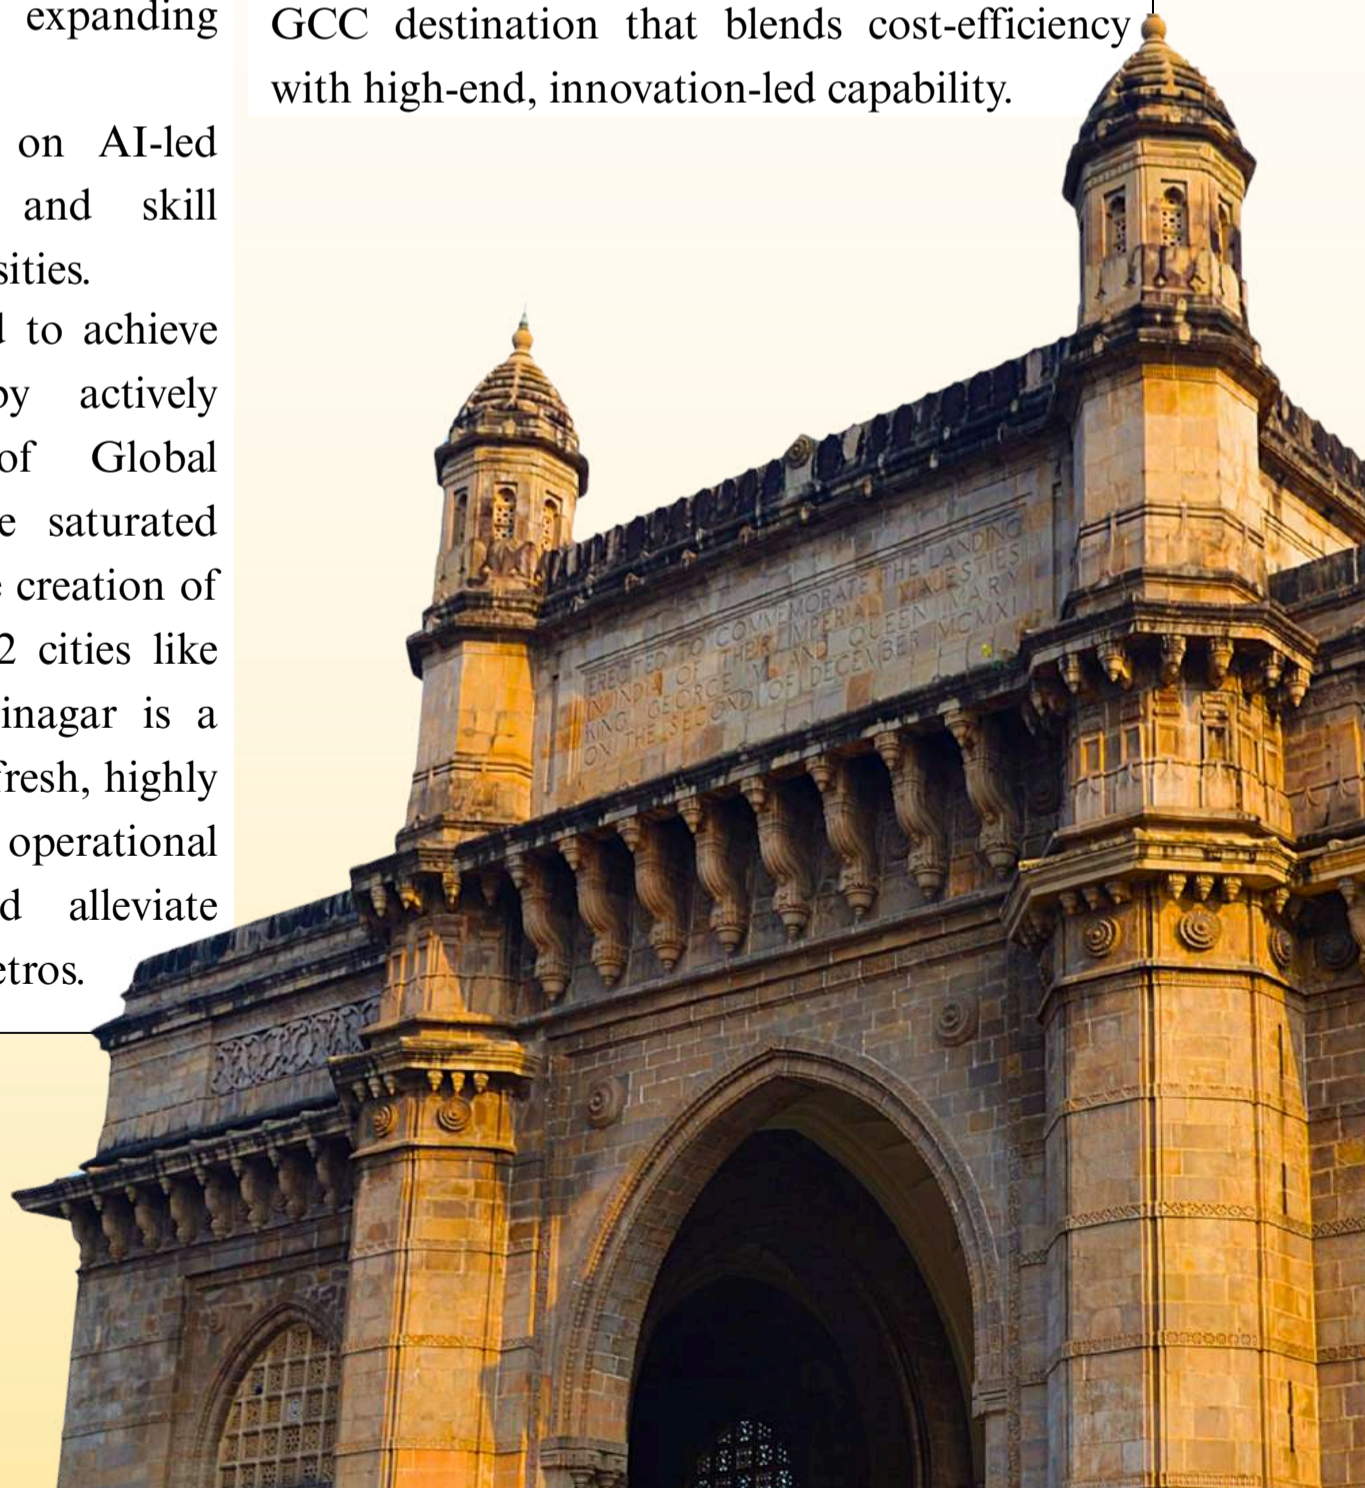 expanding
on AI-led
and skill
sities.
to achieve
by actively
of Global
e saturated
creation of
2 cities like
inagar is a
fresh, highly
operational
d alleviate
etros.
GCC destination that blends cost-efficiency
with high-end, innovation-led capability.
ERECTED TO COMMEMORATE THE LANDING
IN INDIA OF THEIR IMPERIAL MAJESTIES
KING GEORGE V AND QUEEN MARY
ON THE SECOND OF DECEMBER MCMXI